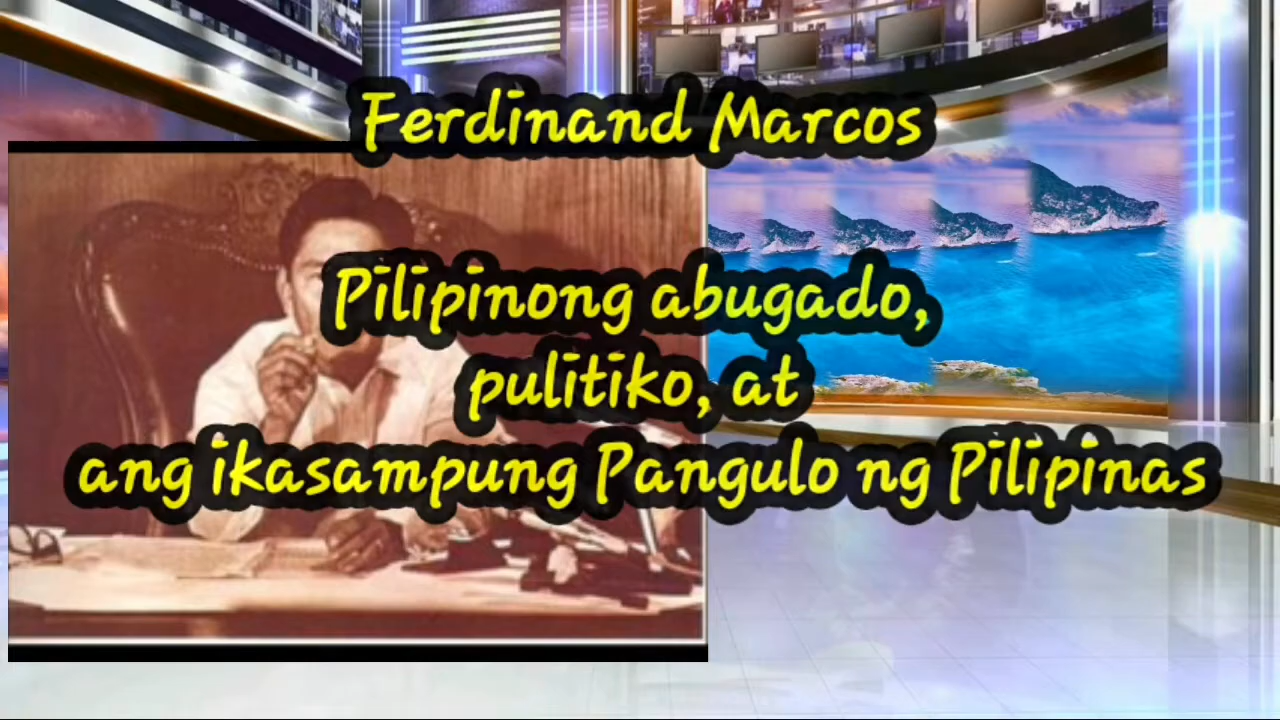 Ferdinand Marcos
Pilipinong abugado,
pulitiko, at
ang ikasampung Pangulo ng Pilipinas